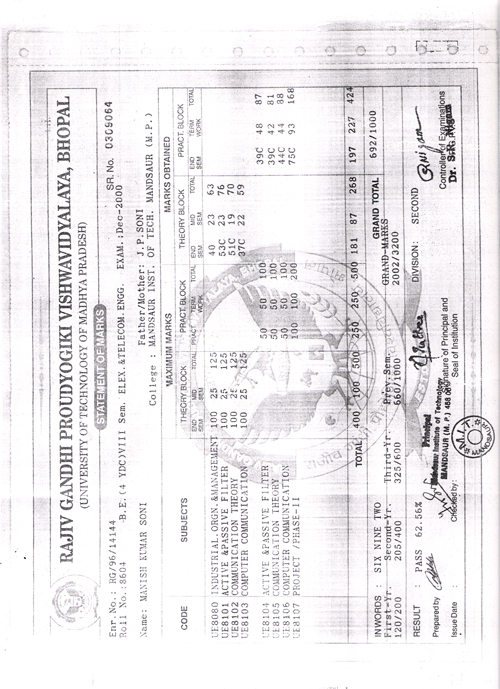 RAJIV GANDHI PROUDYOGIKI VISHWAVIDYALAYA, BHOPAL
(UNIVERSITY OF TECHNOLOGY OF MADHYA PRADESH)
STATEMENT OF MARKS
SR. No. 0305064
Enr. No.: HG/96/14144
Roll No.:8604 B.E.(4 YDC)VIII Sem. ELEX.&TELECOM.ENGG. EXAM.:Dec-2000
Name: MANISH KUMAR SONI Father/Mother: J.P.SONI
College : MANDSAUR INST. OF TECH. MANDSAUR (M.P.)
CODE SUBJECTS MAXIMUM MARKS MARKS OBTAINED
THEORY BLOCK PRACT BLOCK THEORY BLOCK PRACT BLOCK
END SEM MID SEM TOTAL PRACT TERM WORK TOTAL END SEM MID SEM TOTAL END SEM TERM WORK TOTAL
UE8080 INDUSTRIAL.ORGN.&MANAGEMENT 100 25 125 40 23 63
UE8101 ACTIVE &PASSIVE FILTER 100 25 125 53C 23 76
UE8102 COMMUNICATION THEORY 100 25 125 51C 19 70
UE8103 COMPUTER COMMUNICATION 100 25 125 37C 22 59
UE8104 ACTIVE &PASSIVE FILTER 50 50 100 39C 48 87
UE8105 COMMUNICATION THEORY 50 50 100 39C 42 81
UE8106 COMPUTER COMMUNICATION 50 50 100 44C 44 88
UE8107 PROJECT /PHASE-II 100 100 200 75C 93 168
TOTAL 400 100 500 250 250 500 181 87 268 197 227 424
INWORDS : SIX NINE TWO GRAND TOTAL 692/1000
First-Yr. Second-Yr. Third-Yr. Prev.Sem. GRAND-MARKS
120/200 205/400 325/600 660/1000 2002/3200
RESULT : PASS 62.56% DIVISION: SECOND
Prepared by
Principal
Institute of Technology
MANDSAUR (M. P.)
Signature of Principal and
Seal of Institution
Controller of Examinations
Dr. S.R. Nigam
Issue Date :
Checked by :